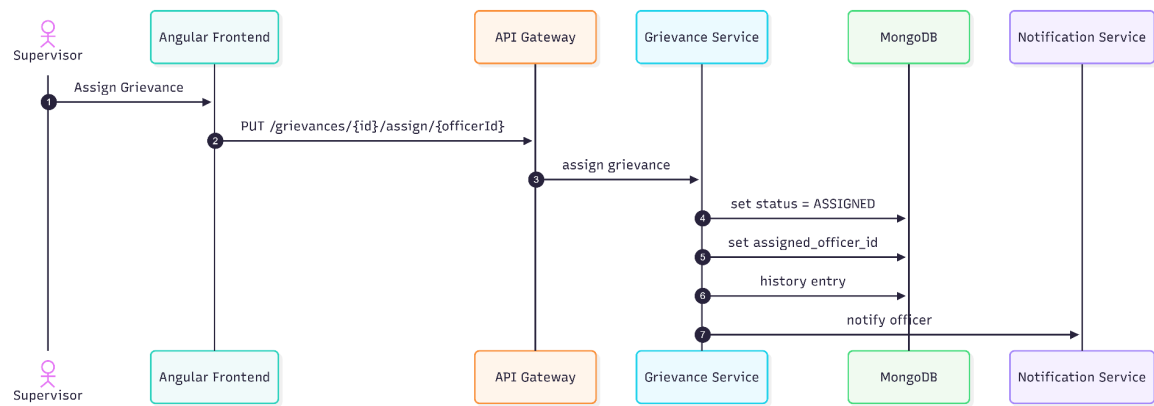 Supervisor
Angular Frontend
API Gateway
Grievance Service
MongoDB
Notification Service
1
Assign Grievance
2
PUT /grievances/{id}/assign/{officerId}
3
assign grievance
4
set status = ASSIGNED
5
set assigned_officer_id
6
history entry
7
notify officer
Supervisor
Angular Frontend
API Gateway
Grievance Service
MongoDB
Notification Service